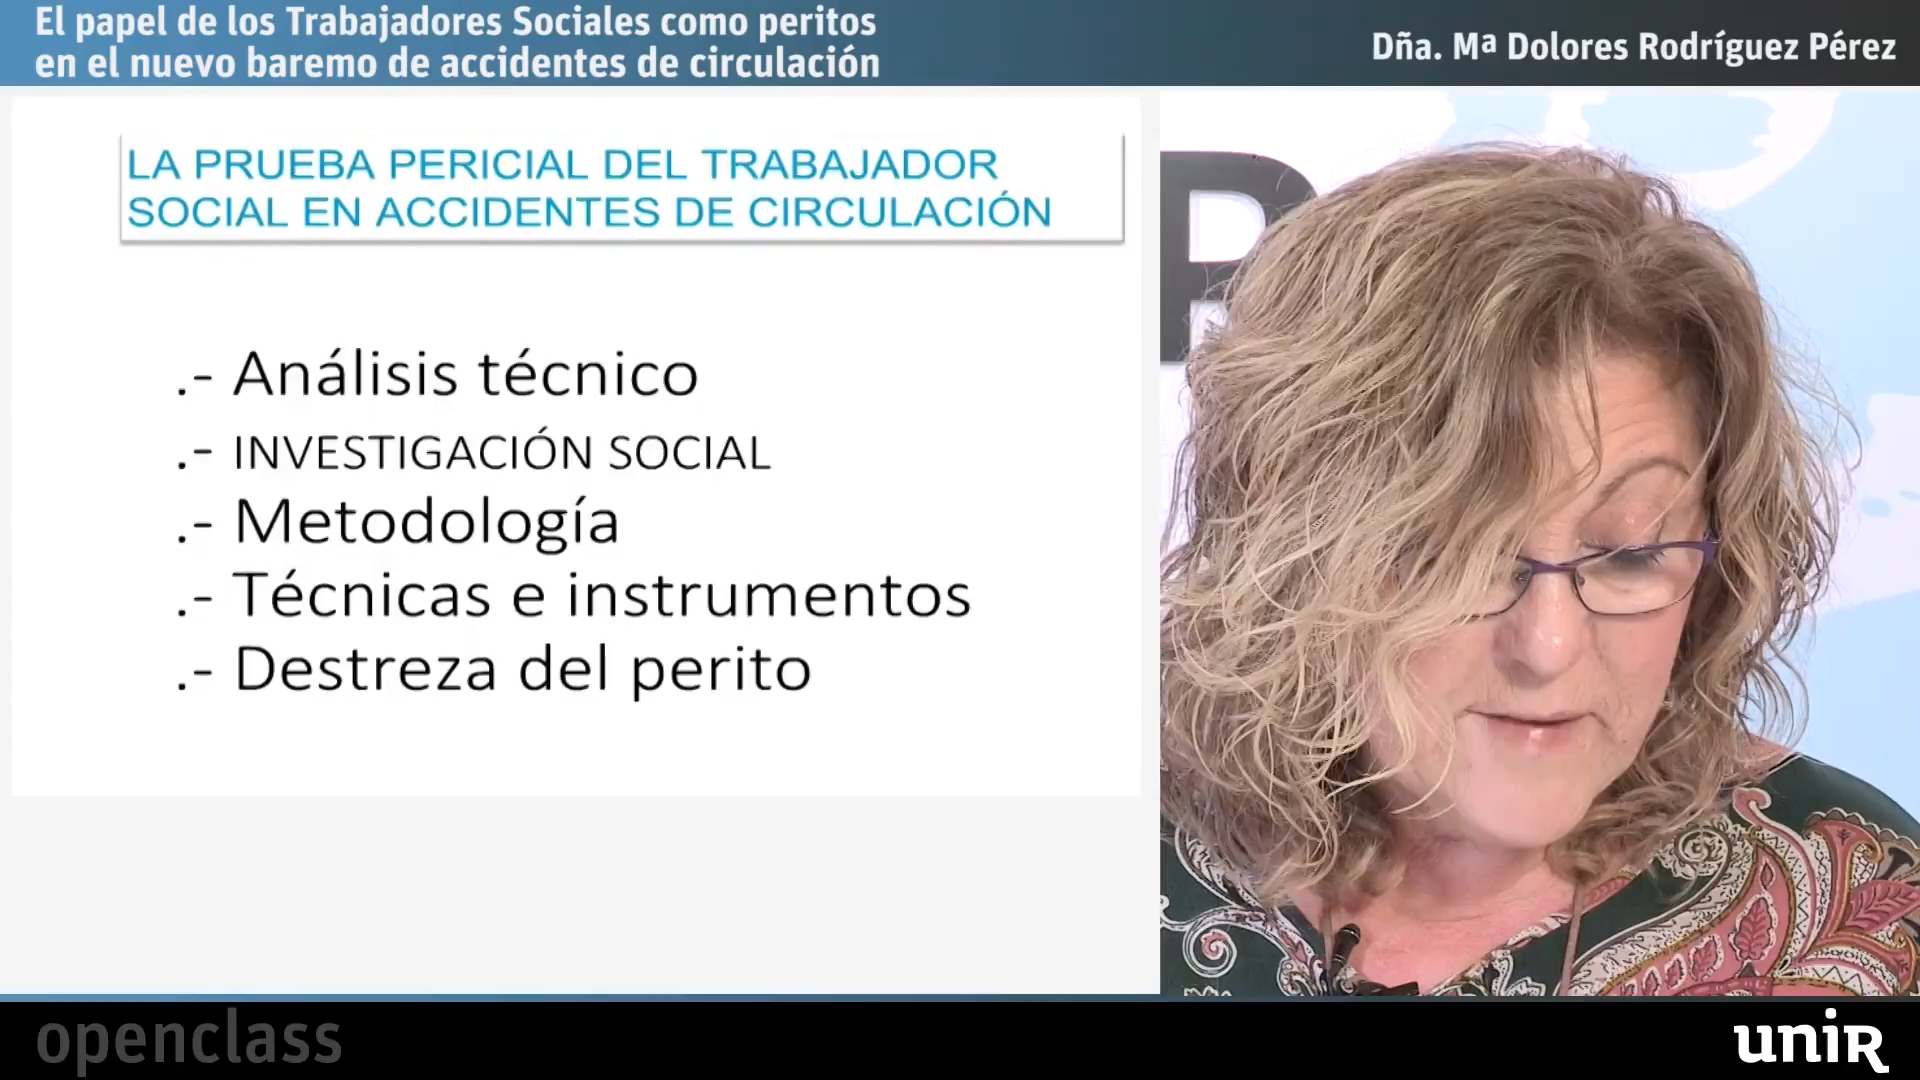 El papel de los Trabajadores Sociales como peritos
en el nuevo baremo de accidentes de circulación
Dña. Mª Dolores Rodríguez Pérez
LA PRUEBA PERICIAL DEL TRABAJADOR
SOCIAL EN ACCIDENTES DE CIRCULACIÓN
.- Análisis técnico
.- INVESTIGACIÓN SOCIAL
.- Metodología
.- Técnicas e instrumentos
.- Destreza del perito
openclass
uniR